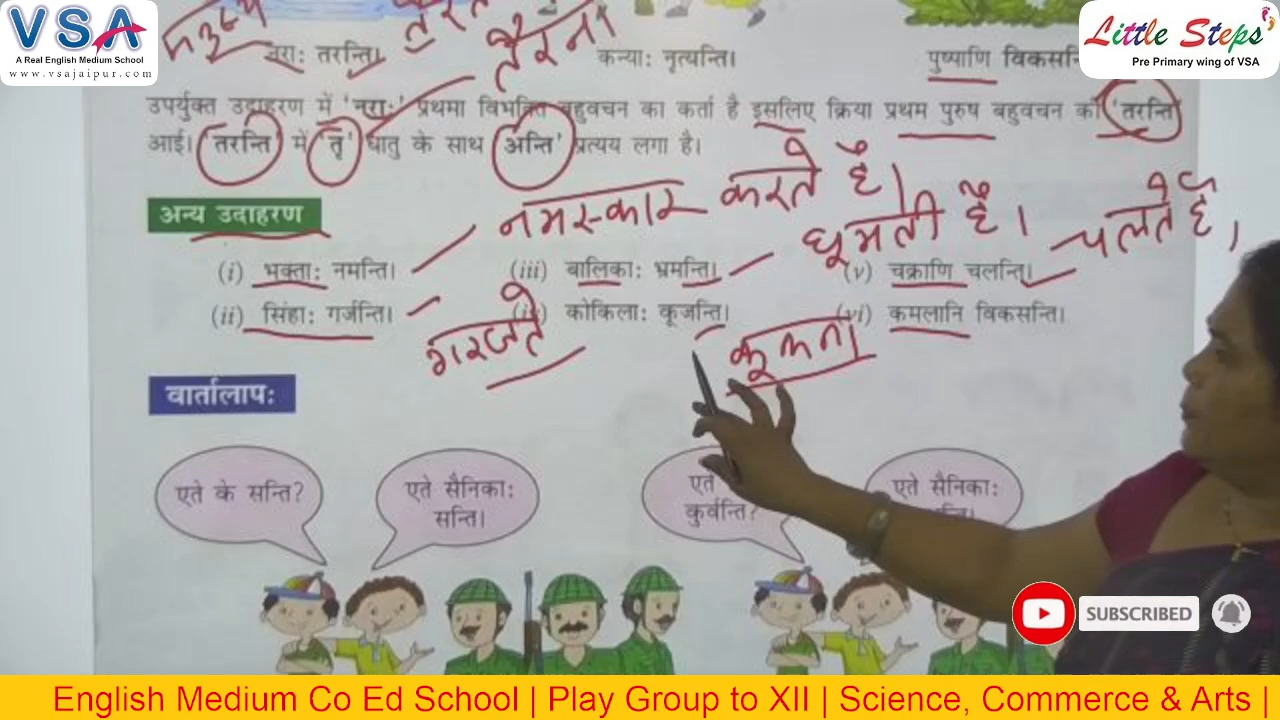 VSA
A Real English Medium School
www.vsajaipur.com
Little Steps
Pre Primary wing of VSA
नराः तरन्ति।
तैरना
कन्याः नृत्यन्ति।
पुष्पाणि
उपर्युक्त उदाहरण में 'नराः' प्रथमा विभक्ति बहुवचन का कर्ता है इसलिए क्रिया प्रथम पुरुष बहुवचन की 'तरन्ति'
आई। 'तरन्ति' में 'तृ' धातु के साथ 'अन्ति' प्रत्यय लगा है।
नमस्कार करते हैं।
अन्य उदाहरण
घूमती हैं।
चलते हैं।
(i) भक्ताः नमन्ति।
(iii) बालिकाः भ्रमन्ति।
(v) चक्राणि चलन्ति।
(ii) सिंहाः गर्जन्ति।
कोकिलाः कूजन्ति।
(vi) कमलानि विकसन्ति।
गरजते
कूकना
वार्तालापः
एते के सन्ति?
एते सैनिकाः
सन्ति।
एते
कुर्वन्ति?
एते सैनिकाः
SUBSCRIBED
English Medium Co Ed School | Play Group to XII | Science, Commerce & Arts |